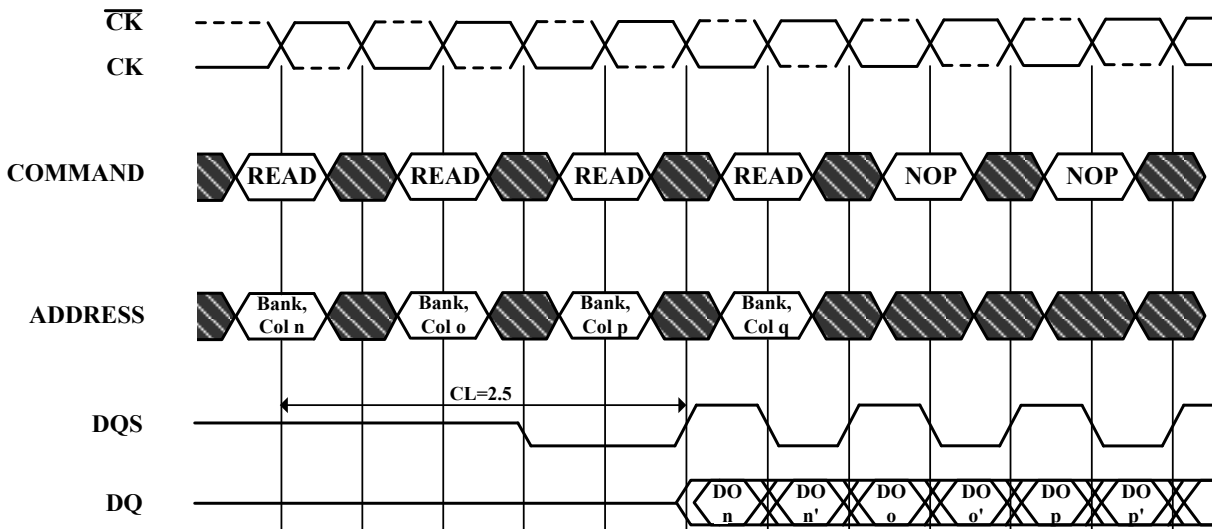 C̅K̅
CK
COMMAND
READ
READ
READ
READ
NOP
NOP
ADDRESS
Bank,
Col n
Bank,
Col o
Bank,
Col p
Bank,
Col q
CL=2.5
DQS
DQ
DO
n
DO
n'
DO
o
DO
o'
DO
p
DO
p'